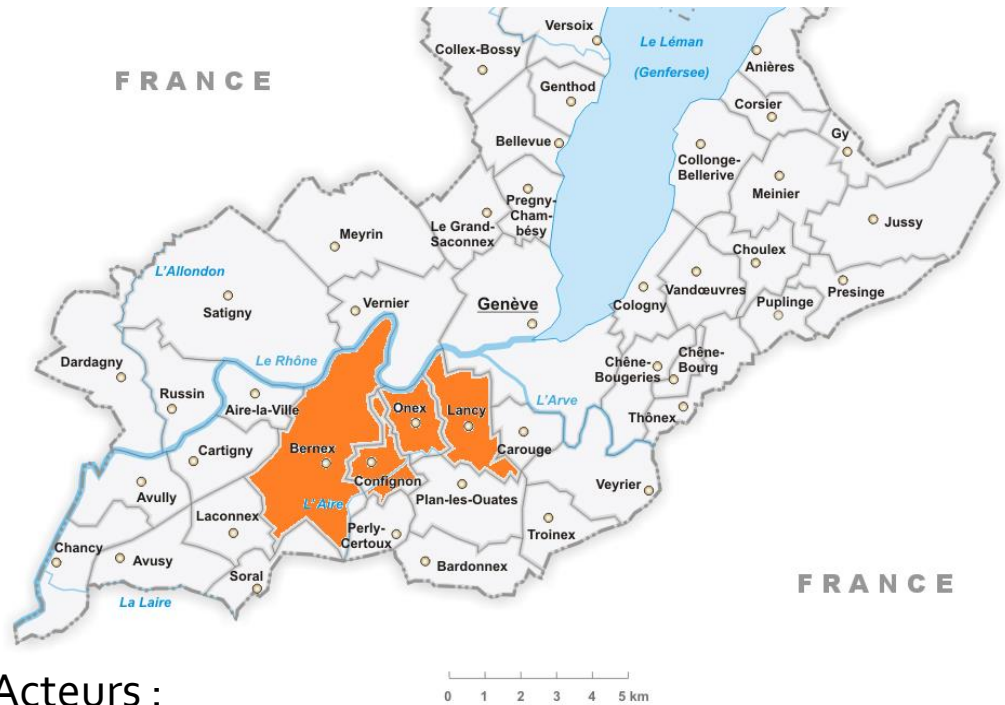 Versoix
Le Léman
(Genfersee)
Collex-Bossy
FRANCE
Anières
Genthod
Corsier
Gy
Bellevue
Collonge-
Bellerive
Meinier
Pregny-
Cham-
bésy
Jussy
Le Grand-
Saconnex
Meyrin
Choulex
L'Allondon
Vandœuvres
Presinge
Satigny
Vernier
Genève
Cologny
Puplinge
Le Rhône
Chêne-
Bougeries
Chêne-
Bourg
Dardagny
Russin
Aire-la-Ville
Onex
Lancy
L'Arve
Thônex
Carouge
Bernex
Cartigny
Confignon
Veyrier
Avully
Plan-les-Ouates
L'Aire
Laconnex
Perly-
Certoux
Troinex
Chancy
Avusy
Bardonnex
Soral
FRANCE
La Laire
Acteurs :
0 1 2 3 4 5 km